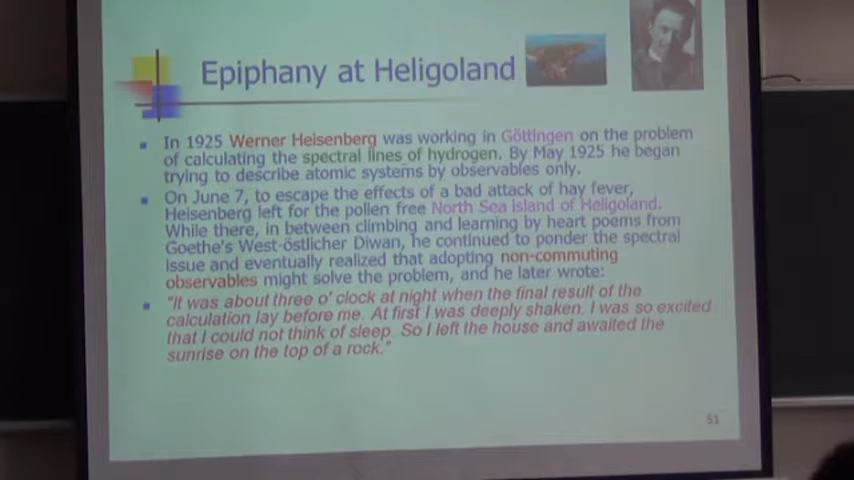 Epiphany at Heligoland
In 1925 Werner Heisenberg was working in Göttingen on the problem
of calculating the spectral lines of hydrogen. By May 1925 he began
trying to describe atomic systems by observables only.
On June 7, to escape the effects of a bad attack of hay fever,
Heisenberg left for the pollen free North Sea island of Heligoland.
While there, in between climbing and learning by heart poems from
Goethe's West-östlicher Diwan, he continued to ponder the spectral
issue and eventually realized that adopting non-commuting
observables might solve the problem, and he later wrote:
"It was about three o' clock at night when the final result of the
calculation lay before me. At first I was deeply shaken. I was so excited
that I could not think of sleep. So I left the house and awaited the
sunrise on the top of a rock."
51